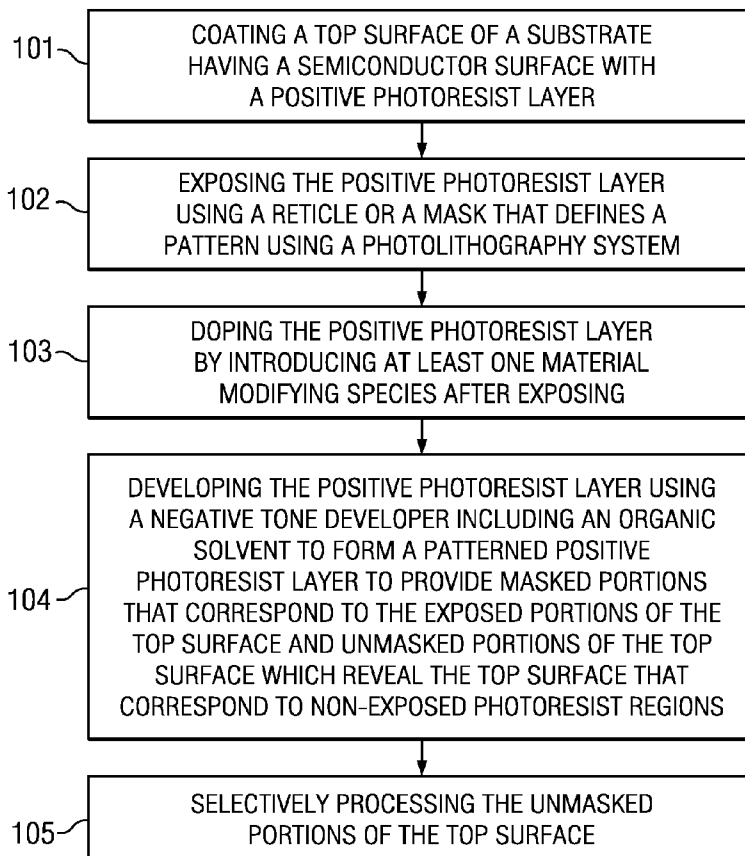 101
COATING A TOP SURFACE OF A SUBSTRATE
HAVING A SEMICONDUCTOR SURFACE WITH
A POSITIVE PHOTORESIST LAYER
102
EXPOSING THE POSITIVE PHOTORESIST LAYER
USING A RETICLE OR A MASK THAT DEFINES A
PATTERN USING A PHOTOLITHOGRAPHY SYSTEM
103
DOPING THE POSITIVE PHOTORESIST LAYER
BY INTRODUCING AT LEAST ONE MATERIAL
MODIFYING SPECIES AFTER EXPOSING
104
DEVELOPING THE POSITIVE PHOTORESIST LAYER USING
A NEGATIVE TONE DEVELOPER INCLUDING AN ORGANIC
SOLVENT TO FORM A PATTERNED POSITIVE
PHOTORESIST LAYER TO PROVIDE MASKED PORTIONS
THAT CORRESPOND TO THE EXPOSED PORTIONS OF THE
TOP SURFACE AND UNMASKED PORTIONS OF THE TOP
SURFACE WHICH REVEAL THE TOP SURFACE THAT
CORRESPOND TO NON-EXPOSED PHOTORESIST REGIONS
105
SELECTIVELY PROCESSING THE UNMASKED
PORTIONS OF THE TOP SURFACE